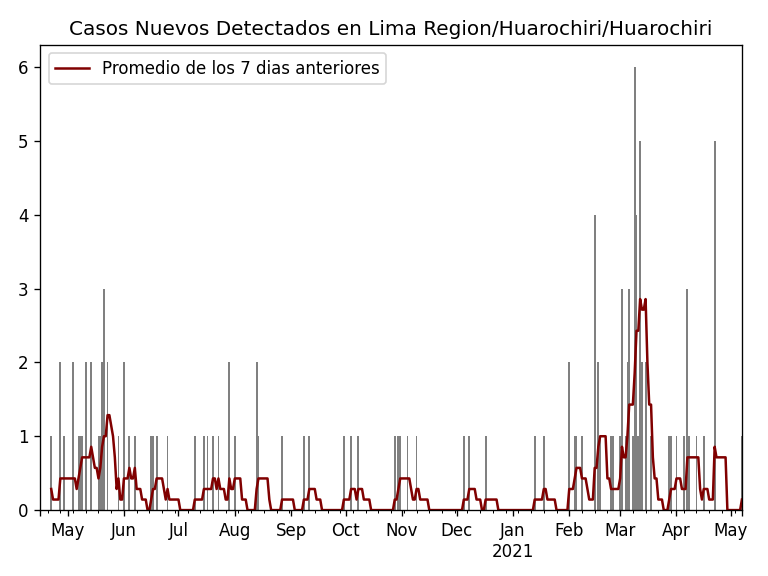 Casos Nuevos Detectados en Lima Region/Huarochiri/Huarochiri
Promedio de los 7 dias anteriores
6
5
4
3
2
1
0
May Jun Jul Aug Sep Oct Nov Dec Jan Feb Mar Apr May
2021